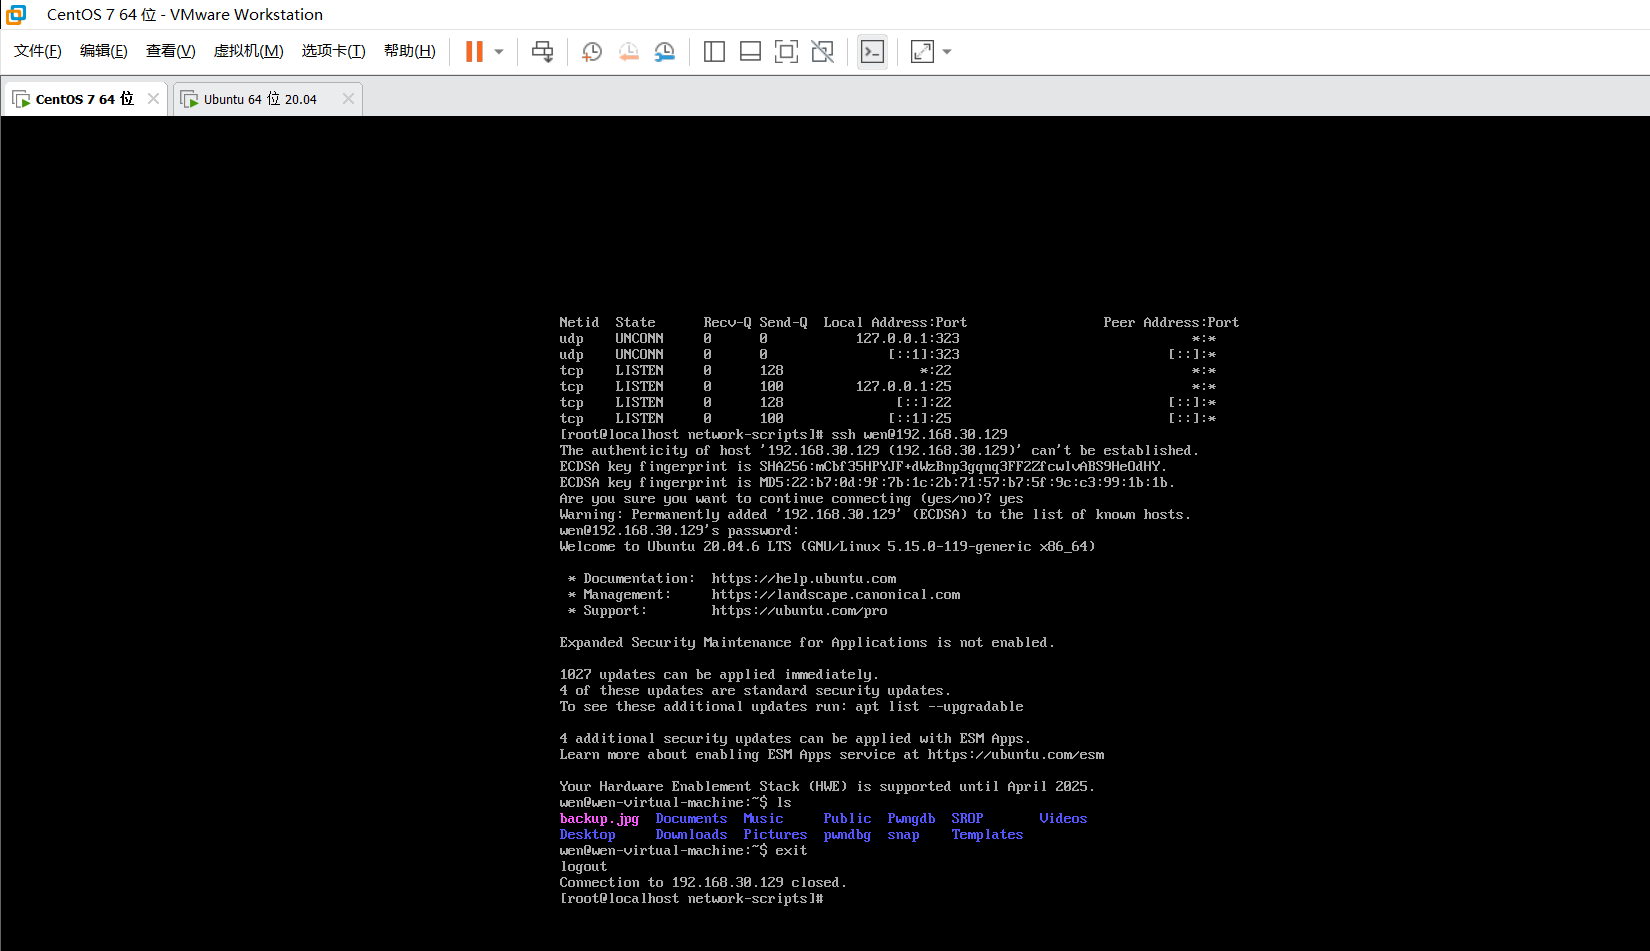 CentOS 7 64 位 - VMware Workstation
文件(F) 编辑(E) 查看(V) 虚拟机(M) 选项卡(T) 帮助(H)
CentOS 7 64 位 Ubuntu 64 位 20.04
Netid State Recv-Q Send-Q Local Address:Port Peer Address:Port
udp UNCONN 0 0 127.0.0.1:323 *:*
udp UNCONN 0 0 [::1]:323 [::]:*
tcp LISTEN 0 128 *:22 *:*
tcp LISTEN 0 100 127.0.0.1:25 *:*
tcp LISTEN 0 128 [::]:22 [::]:*
tcp LISTEN 0 100 [::1]:25 [::]:*
[root@localhost network-scripts]# ssh wen@192.168.30.129
The authenticity of host '192.168.30.129 (192.168.30.129)' can't be established.
ECDSA key fingerprint is SHA256:mCbf35HPYJF+dWzBnp3gqnq3FF2ZfcwlvABS9HeOdHY.
ECDSA key fingerprint is MD5:22:b7:0d:9f:7b:1c:2b:71:57:b7:5f:9c:c3:99:1b:1b.
Are you sure you want to continue connecting (yes/no)? yes
Warning: Permanently added '192.168.30.129' (ECDSA) to the list of known hosts.
wen@192.168.30.129's password:
Welcome to Ubuntu 20.04.6 LTS (GNU/Linux 5.15.0-119-generic x86_64)
* Documentation: https://help.ubuntu.com
* Management: https://landscape.canonical.com
* Support: https://ubuntu.com/pro
Expanded Security Maintenance for Applications is not enabled.
1027 updates can be applied immediately.
4 of these updates are standard security updates.
To see these additional updates run: apt list --upgradable
4 additional security updates can be applied with ESM Apps.
Learn more about enabling ESM Apps service at https://ubuntu.com/esm
Your Hardware Enablement Stack (HWE) is supported until April 2025.
wen@wen-virtual-machine:~$ ls
backup.jpg Documents Music Public Pwngdb SROP Videos
Desktop Downloads Pictures pwndbg snap Templates
wen@wen-virtual-machine:~$ exit
logout
Connection to 192.168.30.129 closed.
[root@localhost network-scripts]#